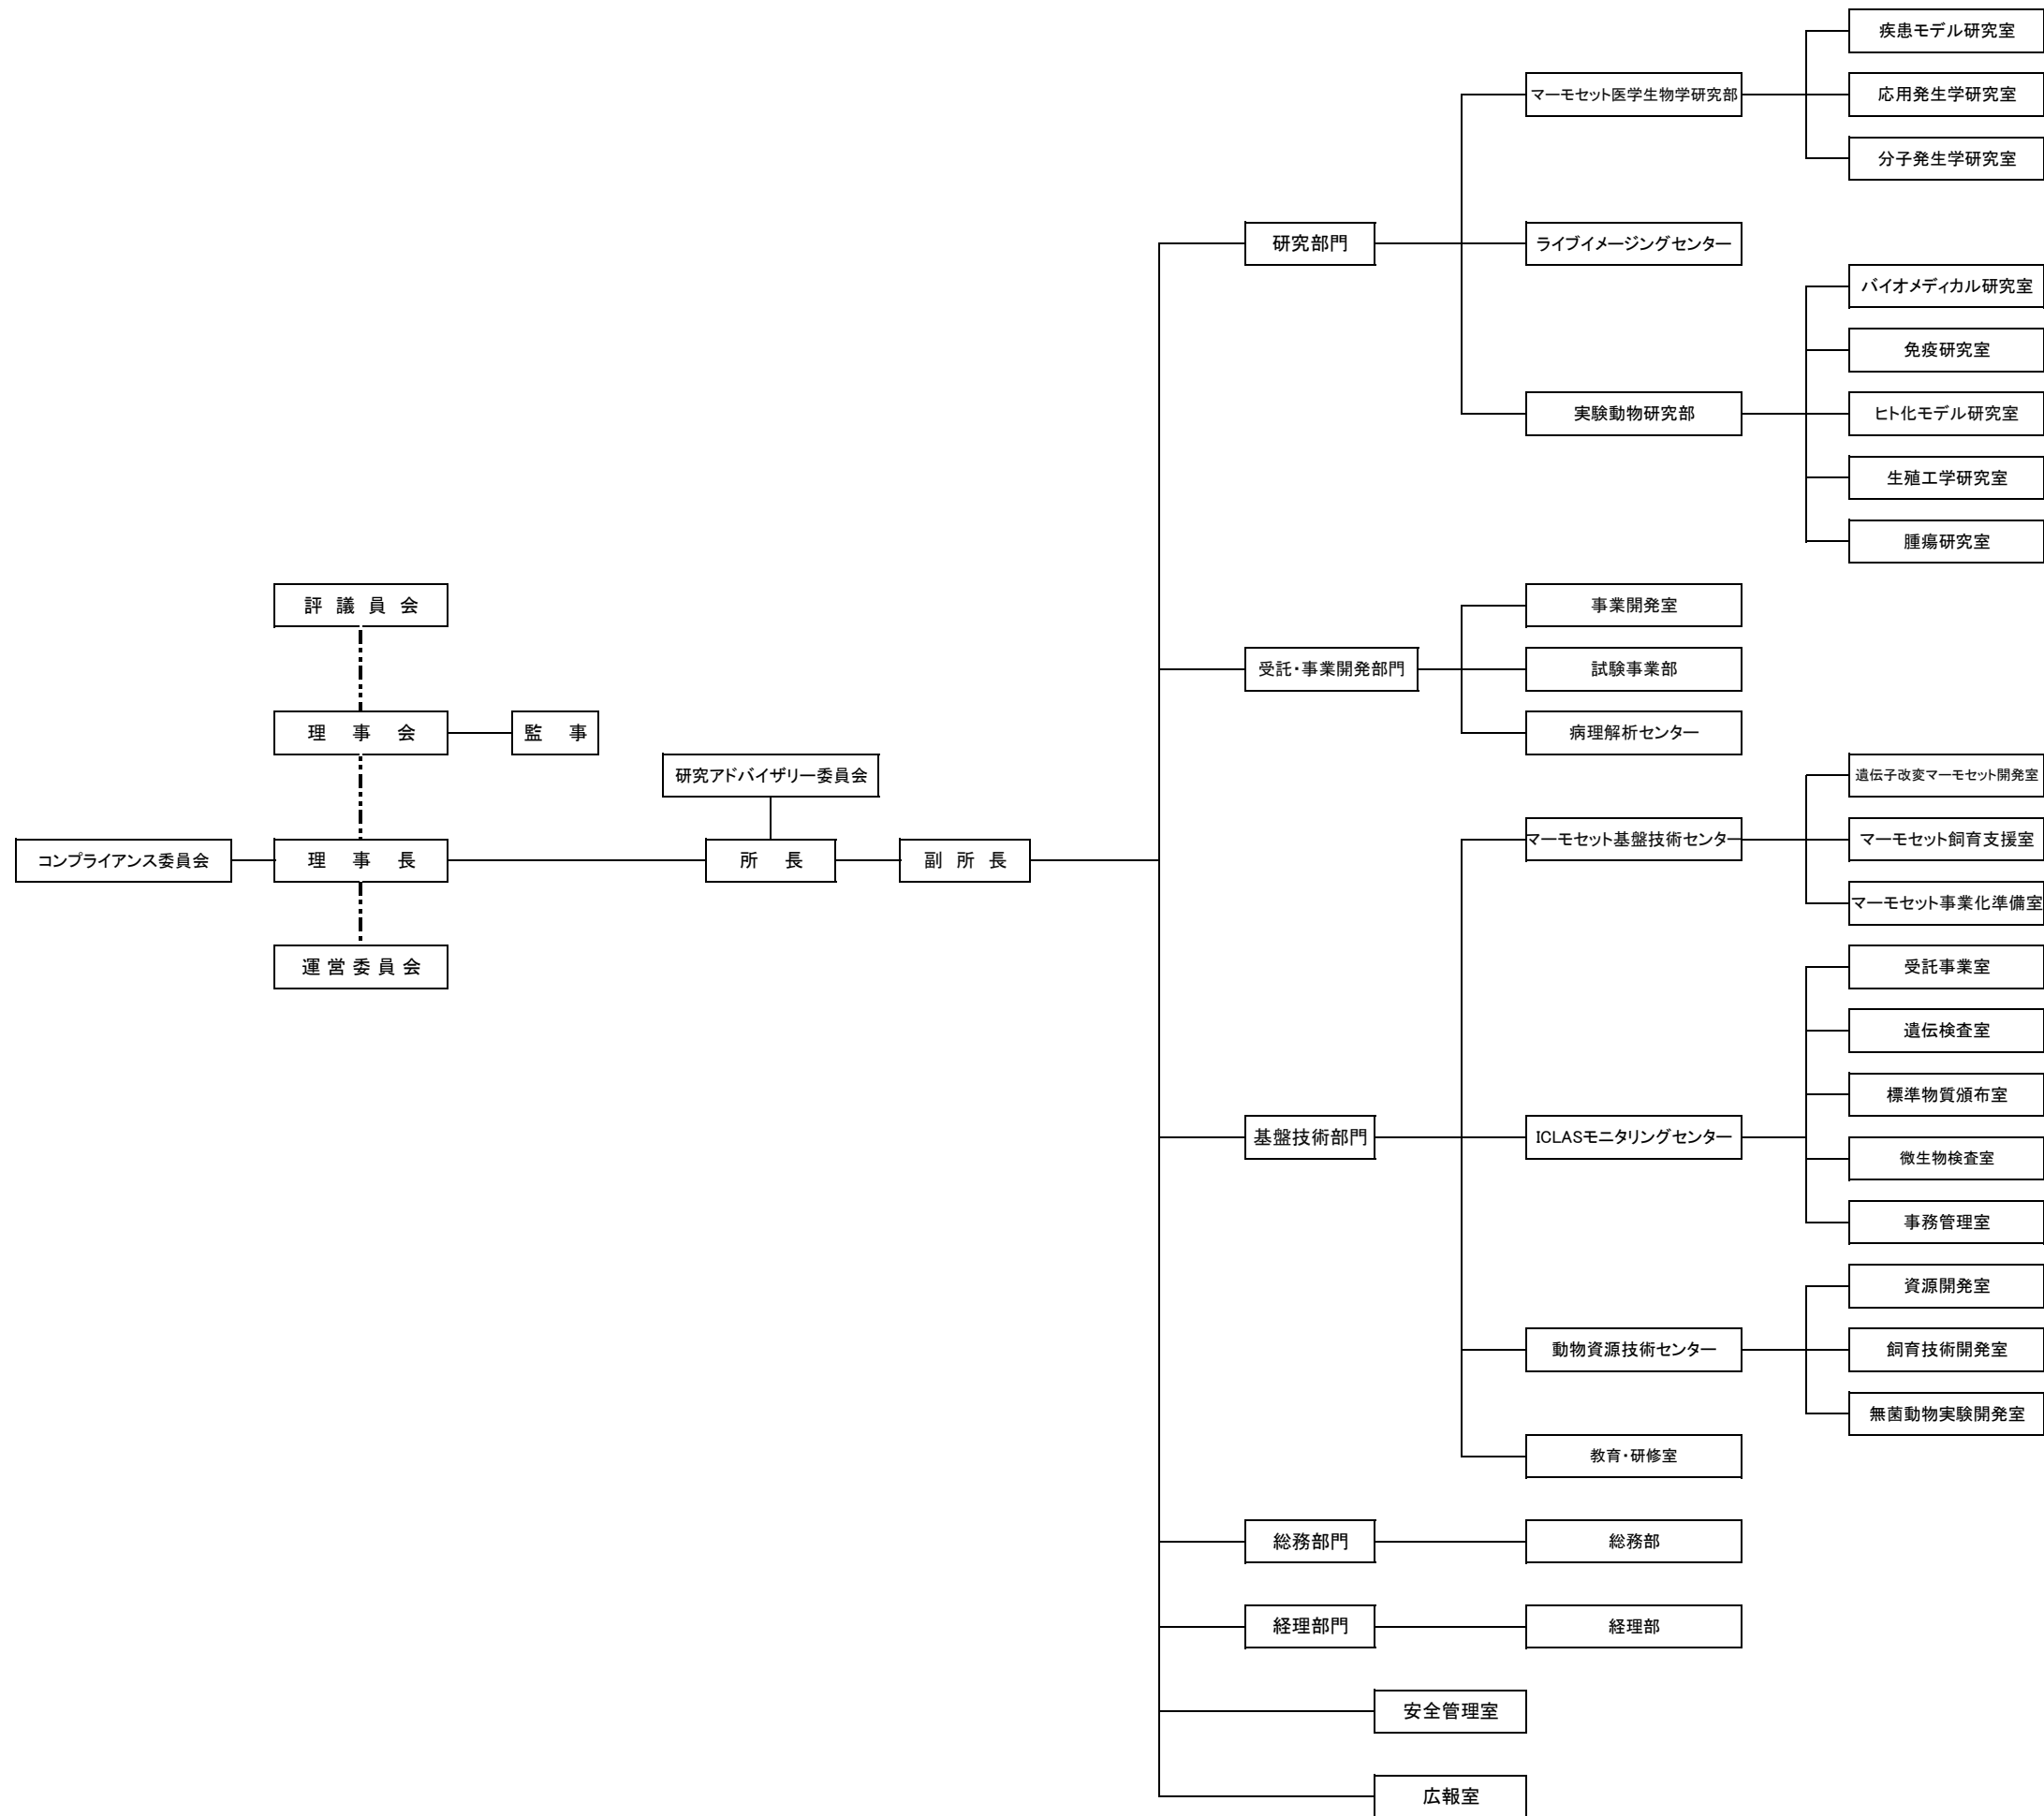 疾患モデル研究室
マーモセット医学生物学研究部
応用発生学研究室
分子発生学研究室
研究部門
ライブイメージングセンター
バイオメディカル研究室
免疫研究室
実験動物研究部
ヒト化モデル研究室
生殖工学研究室
腫瘍研究室
評議員会
事業開発室
受託・事業開発部門
試験事業部
理事会
監事
病理解析センター
研究アドバイザリー委員会
遺伝子改変マーモセット開発室
マーモセット基盤技術センター
マーモセット飼育支援室
コンプライアンス委員会
理事長
所長
副所長
マーモセット事業化準備室
運営委員会
受託事業室
遺伝検査室
標準物質頒布室
基盤技術部門
ICLASモニタリングセンター
微生物検査室
事務管理室
資源開発室
動物資源技術センター
飼育技術開発室
無菌動物実験開発室
教育・研修室
総務部門
総務部
経理部門
経理部
安全管理室
広報室